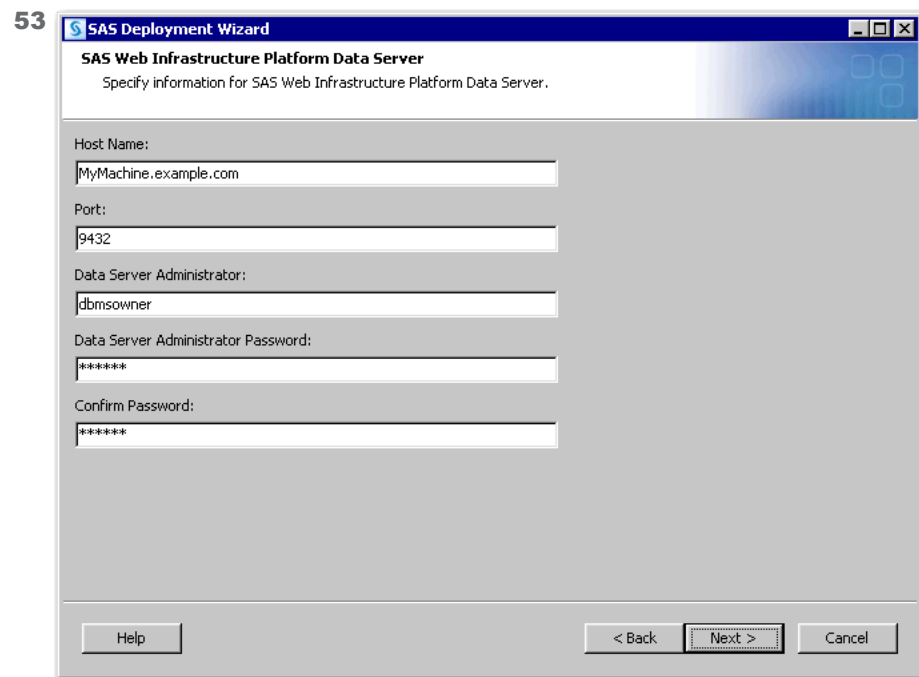 53
SAS Deployment Wizard
SAS Web Infrastructure Platform Data Server
Specify information for SAS Web Infrastructure Platform Data Server.
Host Name:
MyMachine.example.com
Port:
9432
Data Server Administrator:
dbmsowner
Data Server Administrator Password:
******
Confirm Password:
******
Help < Back Next > Cancel